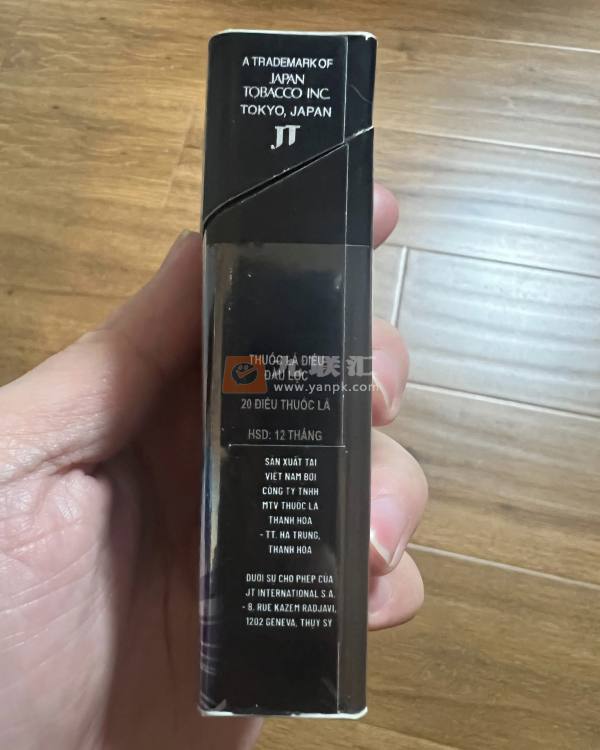 A TRADEMARK OF
JAPAN
TOBACCO INC.
TOKYO, JAPAN
JT
THUỐC LÁ ĐIẾU
ĐẦU LỌC
联汇
www.yanpk.com
20 ĐIẾU THUỐC LÁ
HSD: 12 THÁNG
SẢN XUẤT TẠI
VIỆT NAM BỞI
CÔNG TY TNHH
MTV THUỐC LÁ
THANH HÓA
- TT. HÀ TRUNG,
THANH HÓA
DƯỚI SỰ CHO PHÉP CỦA
JT INTERNATIONAL S.A.
- 8, RUE KAZEM RADJAVI,
1202 GENEVA, THỤY SỸ